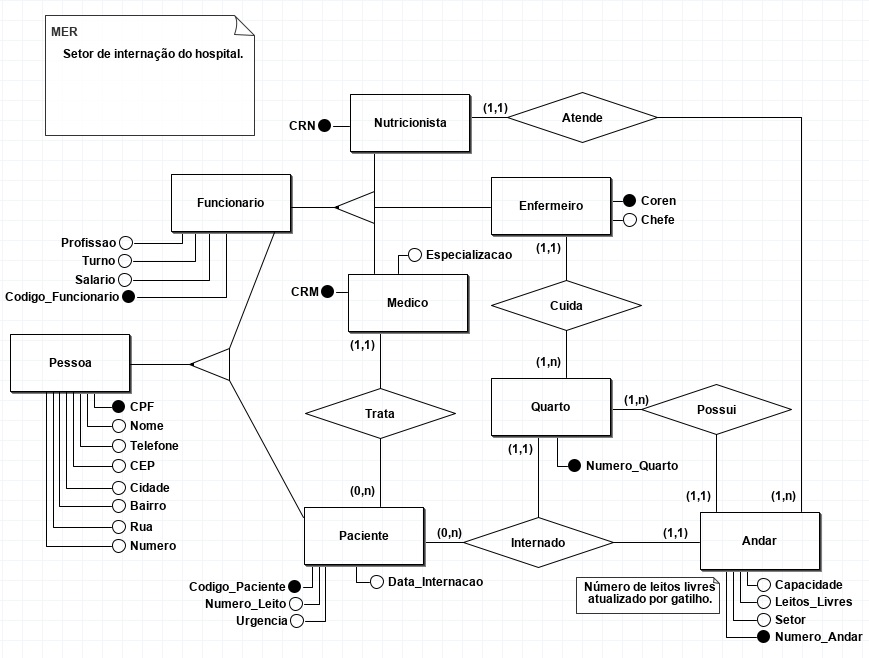 MER
Setor de internação do hospital.
Nutricionista
CRN
(1,1)
Atende
Funcionario
Profissao
Turno
Salario
Codigo_Funcionario
Enfermeiro
Coren
Chefe
(1,1)
Especializacao
CRM
Medico
(1,1)
Cuida
(1,n)
Pessoa
CPF
Nome
Telefone
CEP
Cidade
Bairro
Rua
Numero
Trata
(0,n)
Quarto
(1,n)
Possui
(1,1)
Numero_Quarto
(1,1)
(1,n)
Paciente
(0,n)
Internado
(1,1)
Andar
Codigo_Paciente
Numero_Leito
Urgencia
Data_Internacao
Número de leitos livres
atualizado por gatilho.
Capacidade
Leitos_Livres
Setor
Numero_Andar